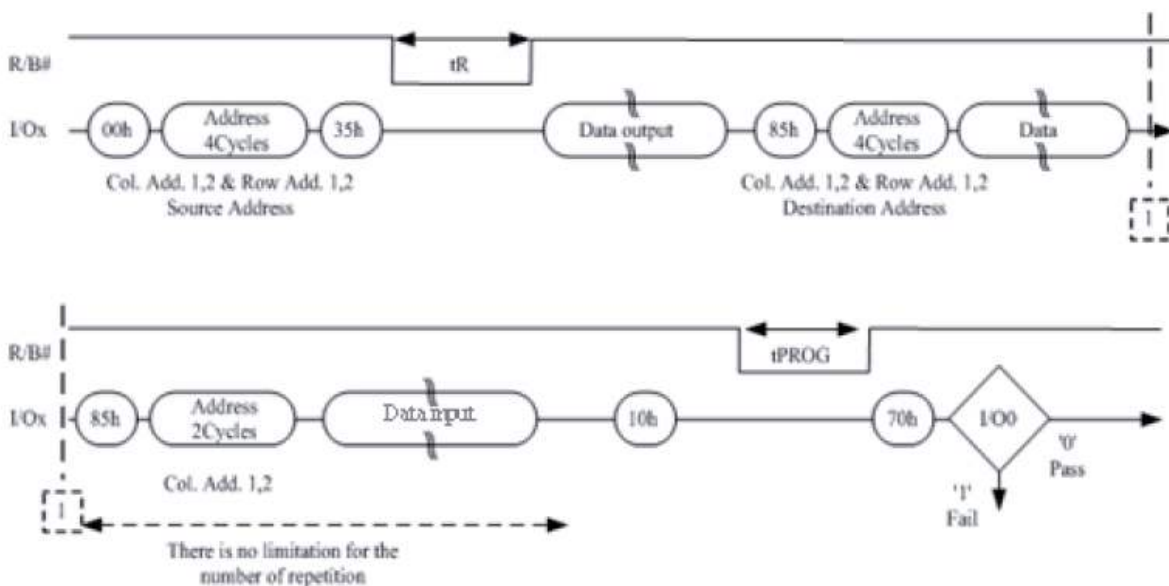 R/B#
tR
I/Ox
00h
Address
4Cycles
35h
Data output
85h
Address
4Cycles
Data
Col. Add. 1,2 & Row Add. 1,2
Source Address
Col. Add. 1,2 & Row Add. 1,2
Destination Address
1
R/B#
tPROG
I/Ox
85h
Address
2Cycles
Data input
10h
70h
I/O0
'0'
Pass
Col. Add. 1,2
'1'
Fail
1
There is no limitation for the
number of repetition